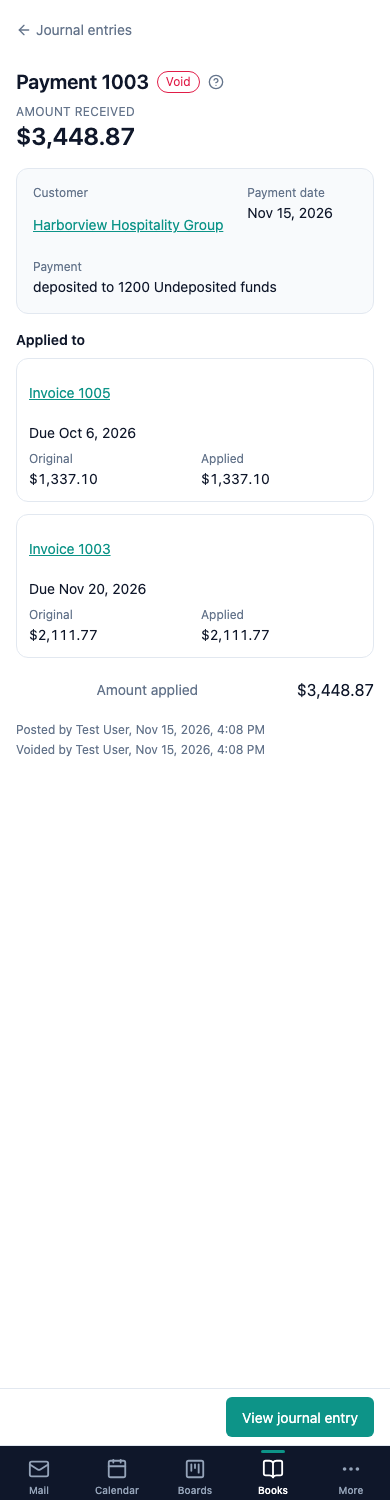 Journal entries
Payment 1003 Void
AMOUNT RECEIVED
$3,448.87
Customer Payment date
Harborview Hospitality Group Nov 15, 2026
Payment
deposited to 1200 Undeposited funds
Applied to
Invoice 1005
Due Oct 6, 2026
Original Applied
$1,337.10 $1,337.10
Invoice 1003
Due Nov 20, 2026
Original Applied
$2,111.77 $2,111.77
Amount applied $3,448.87
Posted by Test User, Nov 15, 2026, 4:08 PM
Voided by Test User, Nov 15, 2026, 4:08 PM
View journal entry
Mail Calendar Boards Books More